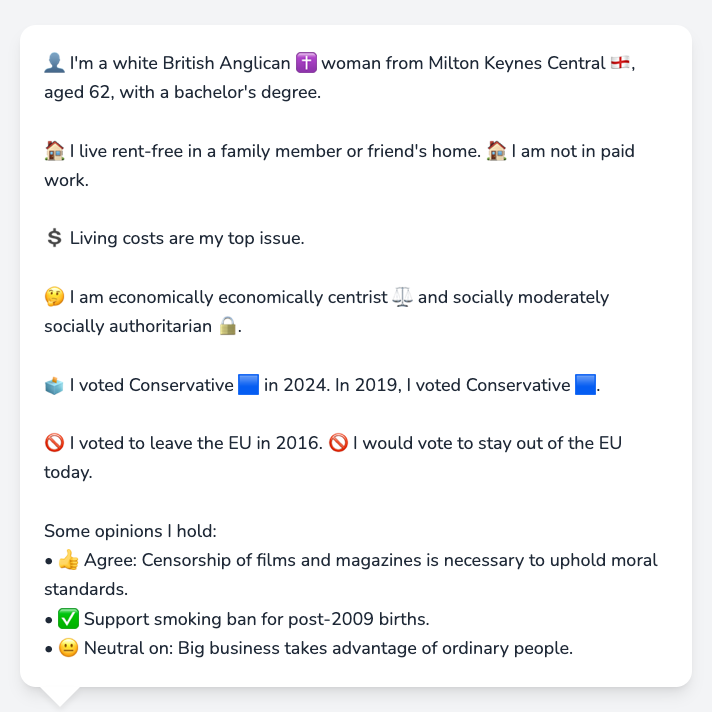 👤 I'm a white British Anglican ✝️ woman from Milton Keynes Central 🏴󠁧󠁢󠁥󠁮󠁧󠁿,
aged 62, with a bachelor's degree.
🏠 I live rent-free in a family member or friend's home. 🏠 I am not in paid
work.
💲 Living costs are my top issue.
🤔 I am economically economically centrist ⚖️ and socially moderately
socially authoritarian 🔒.
🗳️ I voted Conservative 🟦 in 2024. In 2019, I voted Conservative 🟦.
🚫 I voted to leave the EU in 2016. 🚫 I would vote to stay out of the EU
today.
Some opinions I hold:
• 👍 Agree: Censorship of films and magazines is necessary to uphold moral
standards.
• ✅ Support smoking ban for post-2009 births.
• 😐 Neutral on: Big business takes advantage of ordinary people.